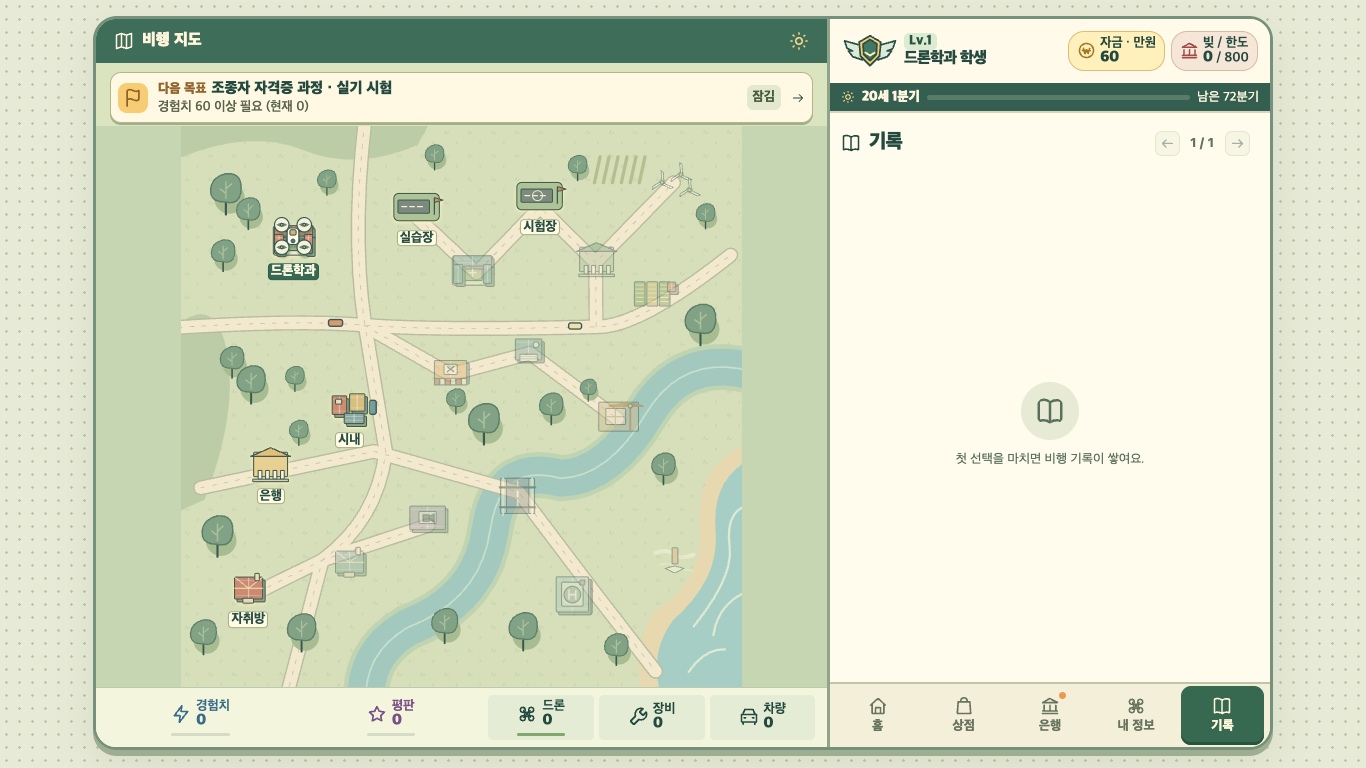 비행 지도
다음 목표 조종자 자격증 과정 · 실기 시험
경험치 60 이상 필요 (현재 0)
잠김
실습장
시험장
드론학과
시내
은행
자취방
경험치
0
평판
0
드론
0
장비
0
차량
0
Lv.1
드론학과 학생
자금 · 만원
60
빚 / 한도
0 / 800
20세 1분기
남은 72분기
기록
1 / 1
첫 선택을 마치면 비행 기록이 쌓여요.
홈
상점
은행
내 정보
기록